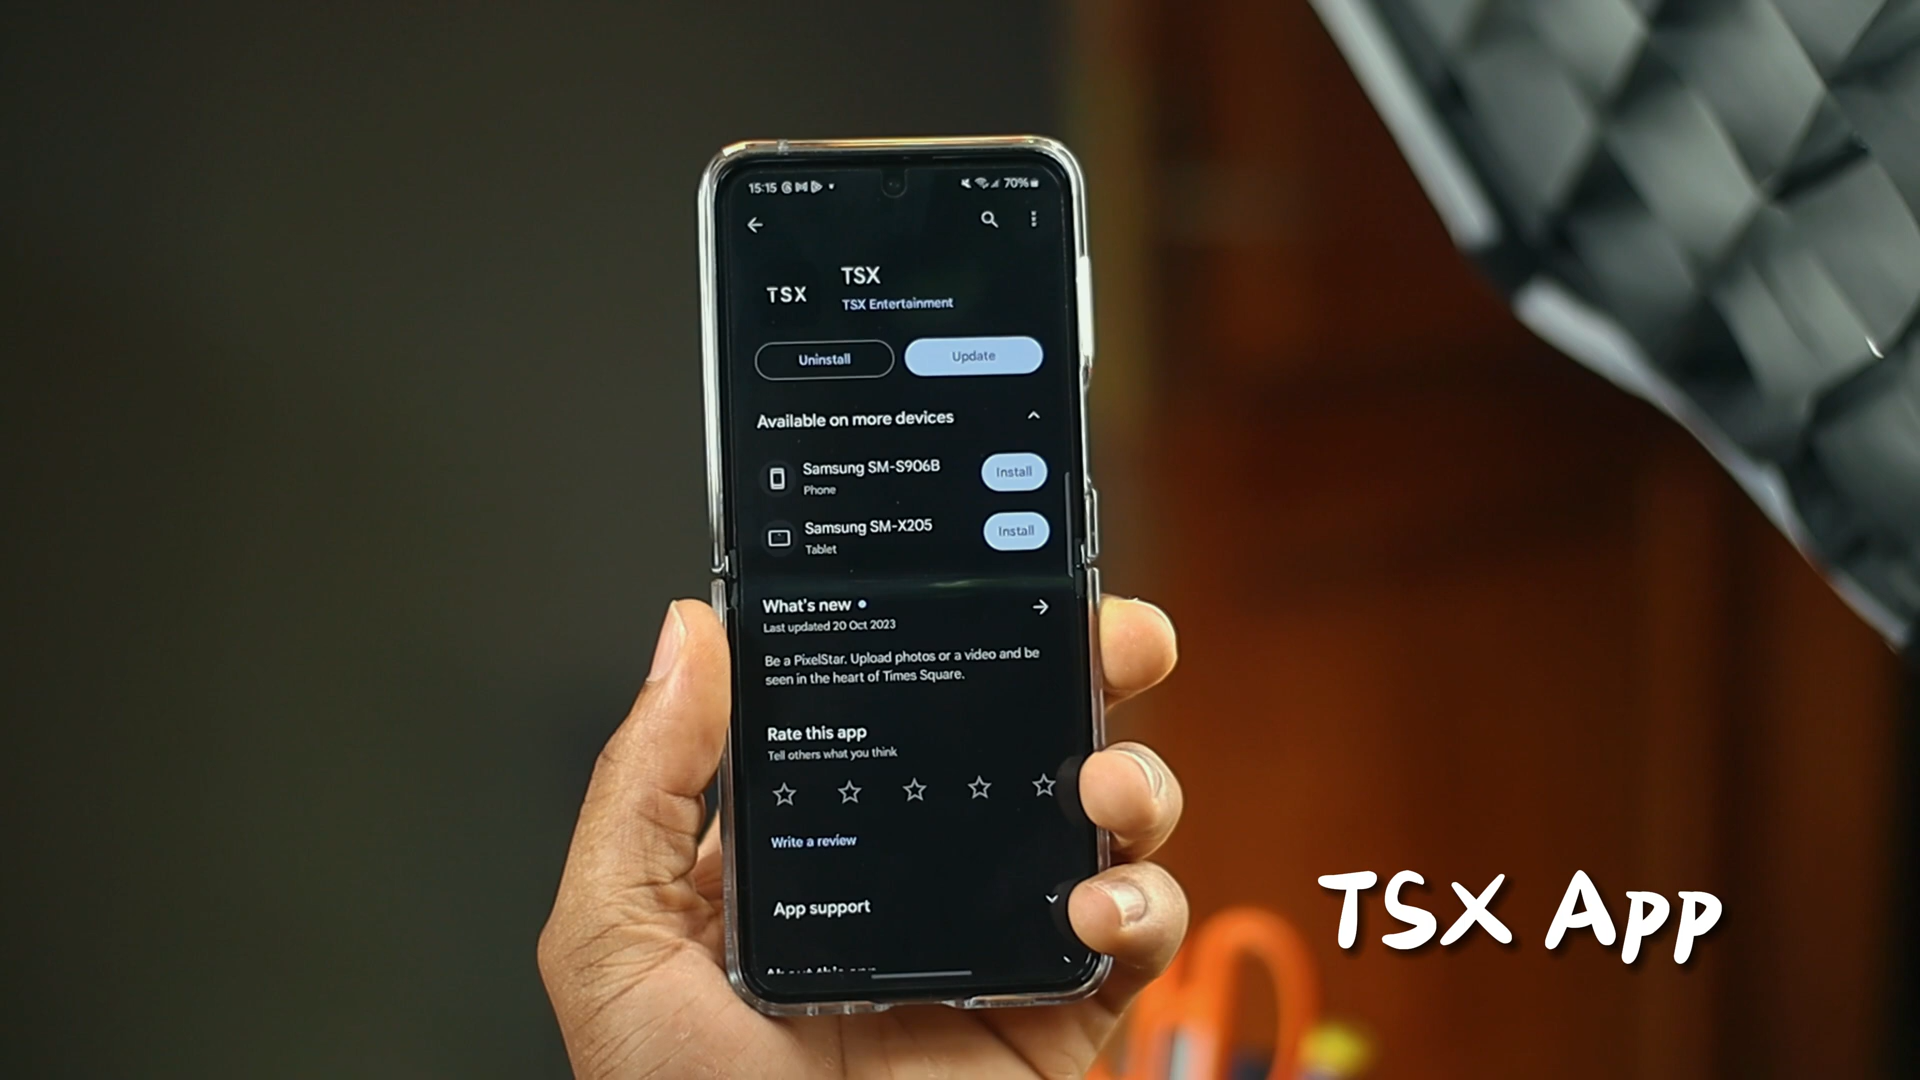 15:15
70%
TSX
TSX
TSX Entertainment
Uninstall
Update
Available on more devices
Samsung SM-S906B
Phone
Install
Samsung SM-X205
Tablet
Install
What's new
Last updated 20 Oct 2023
Be a PixelStar. Upload photos or a video and be
seen in the heart of Times Square.
Rate this app
Tell others what you think
Write a review
App support
About this app
TSX App